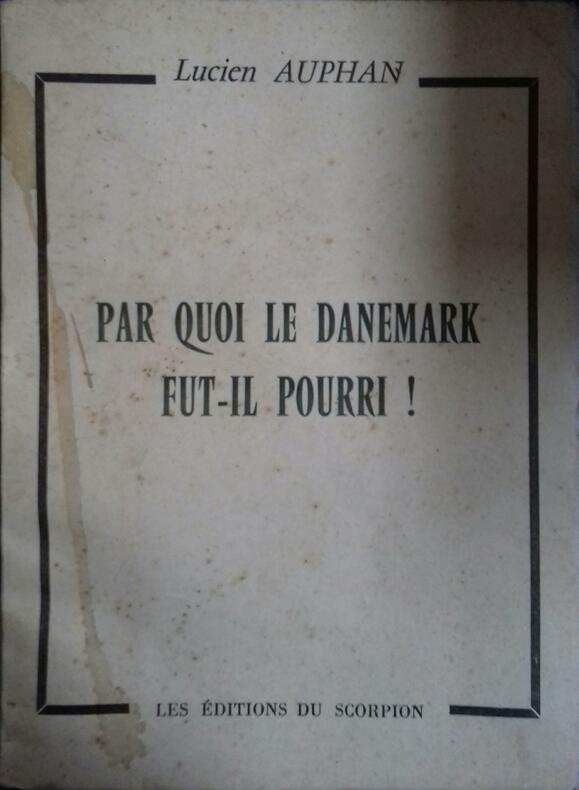 Lucien AUPHAN
PAR QUOI LE DANEMARK
FUT-IL POURRI !
LES ÉDITIONS DU SCORPION